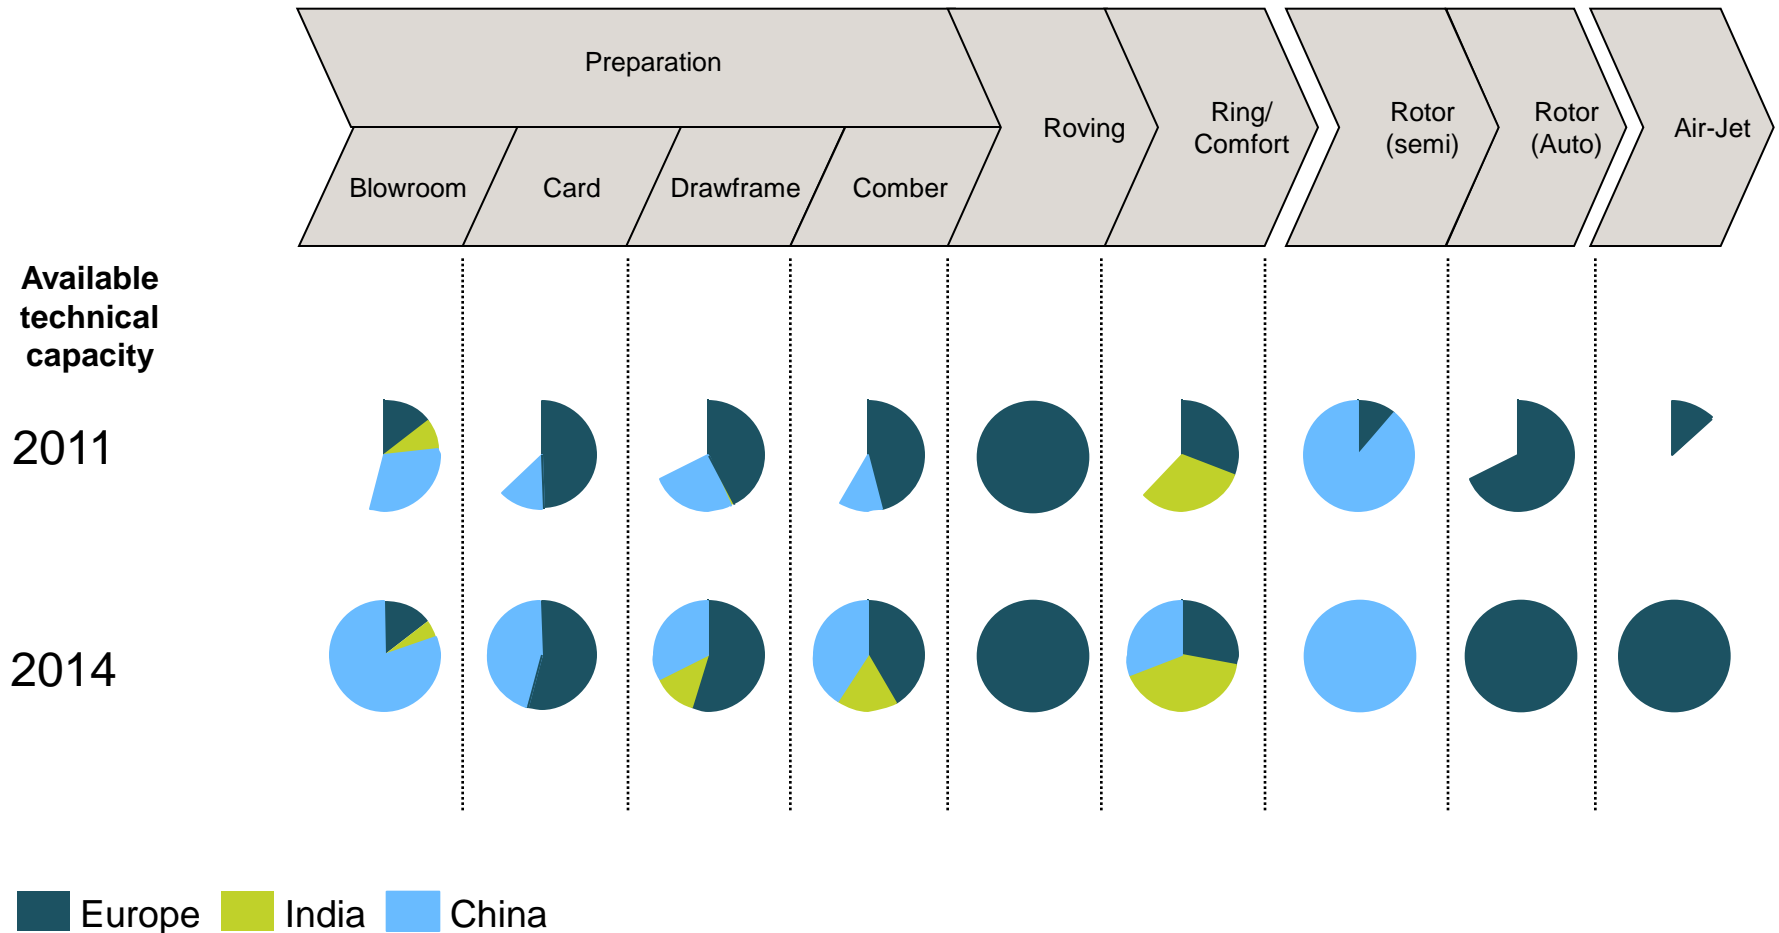 Preparation
Blowroom
Card
Drawframe
Comber
Roving
Ring/
Comfort
Rotor
(semi)
Rotor
(Auto)
Air-Jet
Available
technical
capacity
2011
2014
Europe
India
China